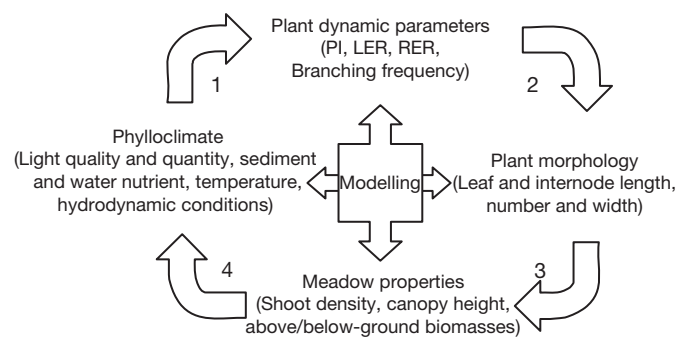 Plant dynamic parameters
(PI, LER, RER,
Branching frequency)
1
2
Phylloclimate
(Light quality and quantity, sediment
and water nutrient, temperature,
hydrodynamic conditions)
Modelling
Plant morphology
(Leaf and internode length,
number and width)
4
3
Meadow properties
(Shoot density, canopy height,
above/below-ground biomasses)